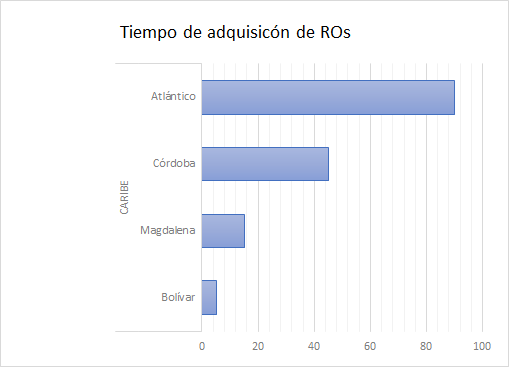 Tiempo de adquisicón de ROs
Atlántico
Córdoba
CARIBE
Magdalena
Bolívar
0 20 40 60 80 100